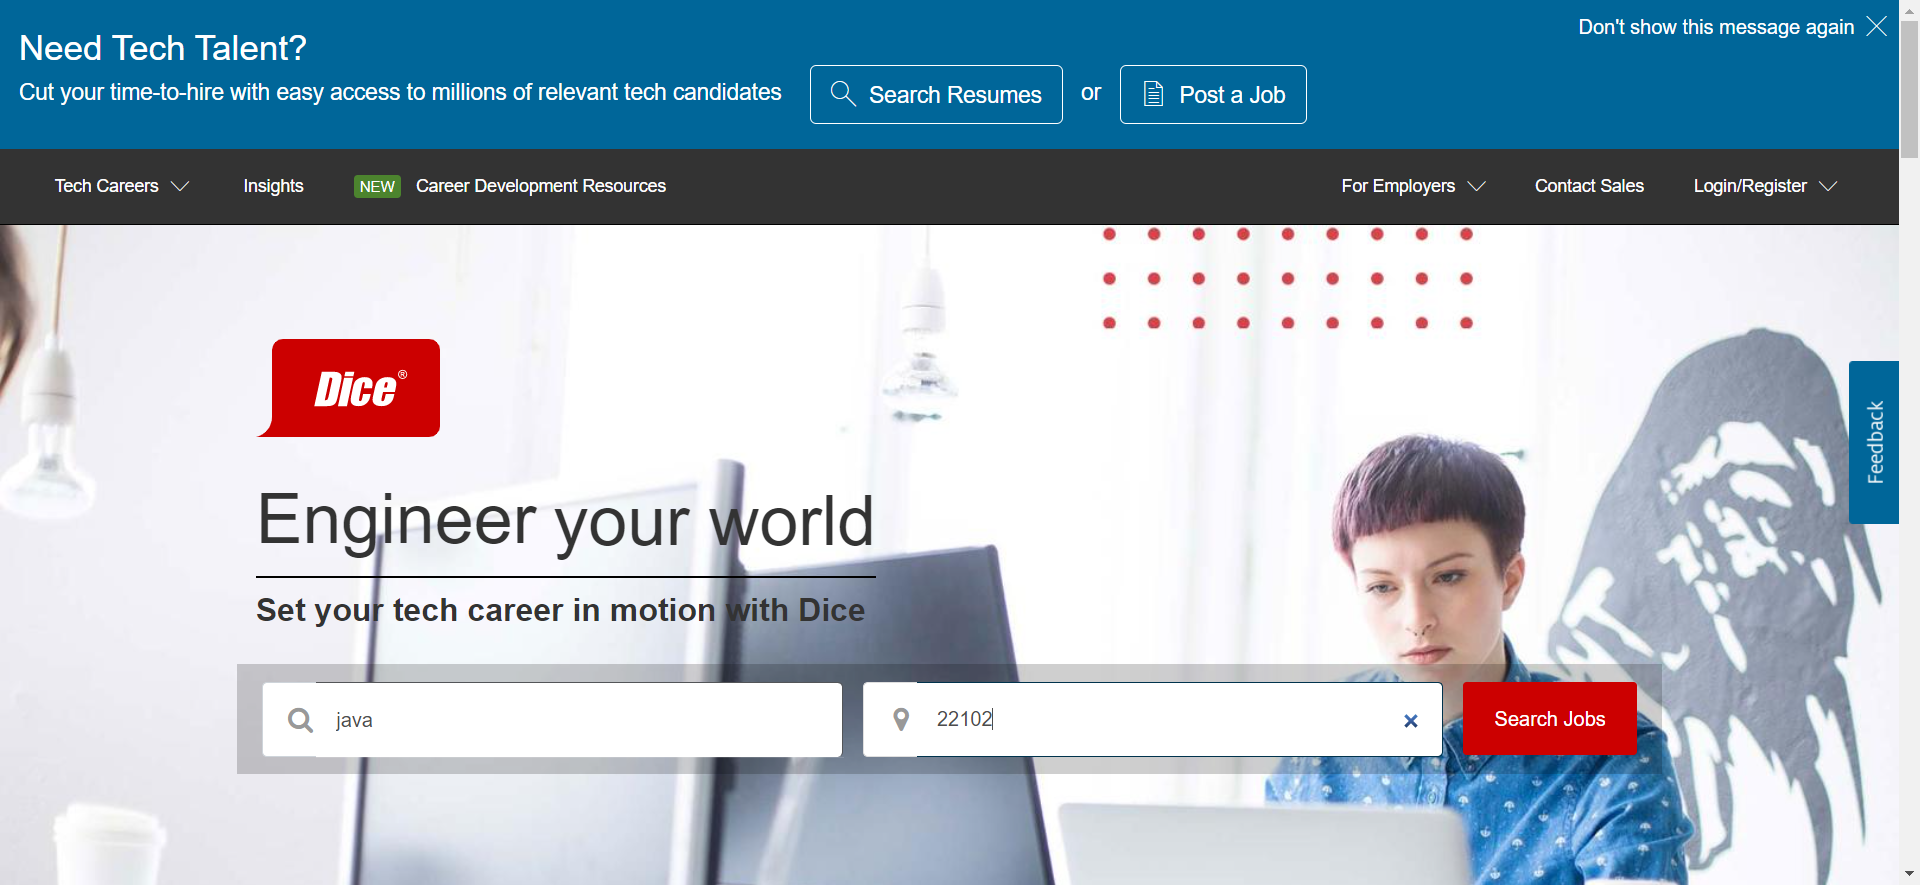 Don't show this message again
Need Tech Talent?
Cut your time-to-hire with easy access to millions of relevant tech candidates
Search Resumes or Post a Job
Tech Careers Insights NEW Career Development Resources For Employers Contact Sales Login/Register
Dice®
Feedback
Engineer your world
Set your tech career in motion with Dice
java 22102 Search Jobs